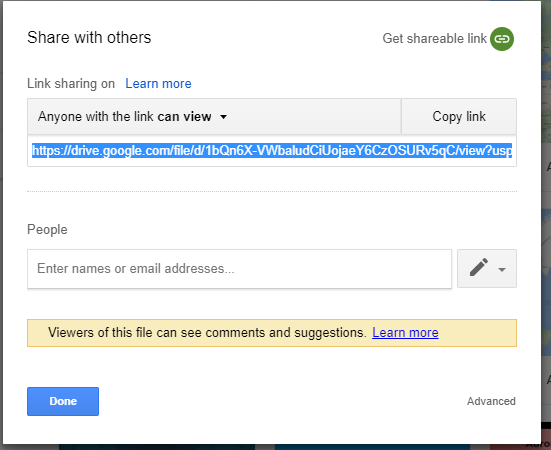 Share with others
Get shareable link
Link sharing on Learn more
Anyone with the link can view
Copy link
https://drive.google.com/file/d/1bQn6X-VWbaludCiUojaeY6CzOSURv5qC/view?usp
People
Enter names or email addresses...
Viewers of this file can see comments and suggestions. Learn more
Done
Advanced